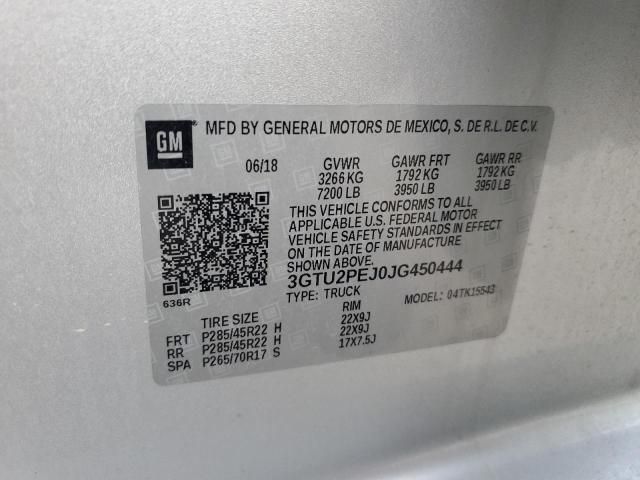 GM MFD BY GENERAL MOTORS DE MEXICO, S. DE R.L. DE C.V.
06/18 GVWR GAWR FRT GAWR RR
3266 KG 1792 KG 1792 KG
7200 LB 3950 LB 3950 LB
THIS VEHICLE CONFORMS TO ALL
APPLICABLE U.S. FEDERAL MOTOR
VEHICLE SAFETY STANDARDS IN EFFECT
ON THE DATE OF MANUFACTURE
SHOWN ABOVE.
3GTU2PEJ0JG450444
636R
TYPE: TRUCK MODEL: 04TK15543
TIRE SIZE RIM
FRT P285/45R22 H 22X9J
RR P285/45R22 H 22X9J
SPA P265/70R17 S 17X7.5J